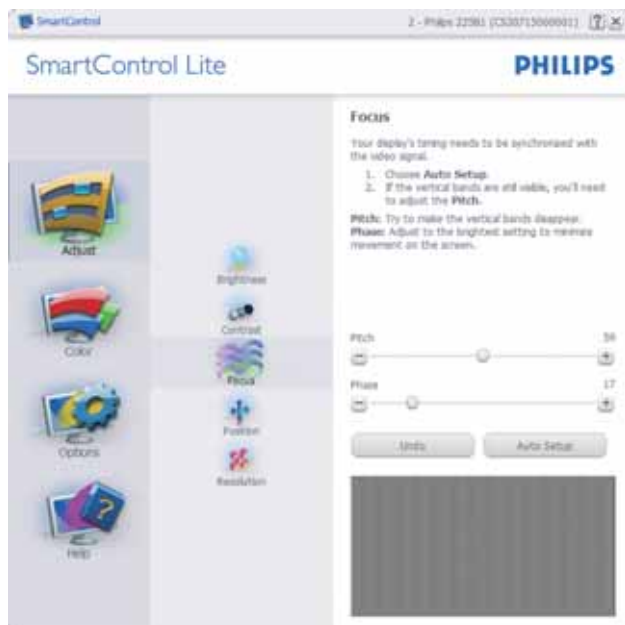 SmartControl
2 - Philips 225B1
SmartControl Lite
PHILIPS
Adjust
Color
Options
Help
Brightness
Contrast
Focus
Position
Resolution
Focus
Your display's timing needs to be synchronized with
the video signal.
1. Choose Auto Setup.
2. If the vertical bands are still visible, you'll need
to adjust the Pitch.
Pitch: Try to make the vertical bands disappear.
Phase: Adjust to the brightest setting to minimize
movement on the screen.
Pitch
Phase 17
Undo
Auto Setup